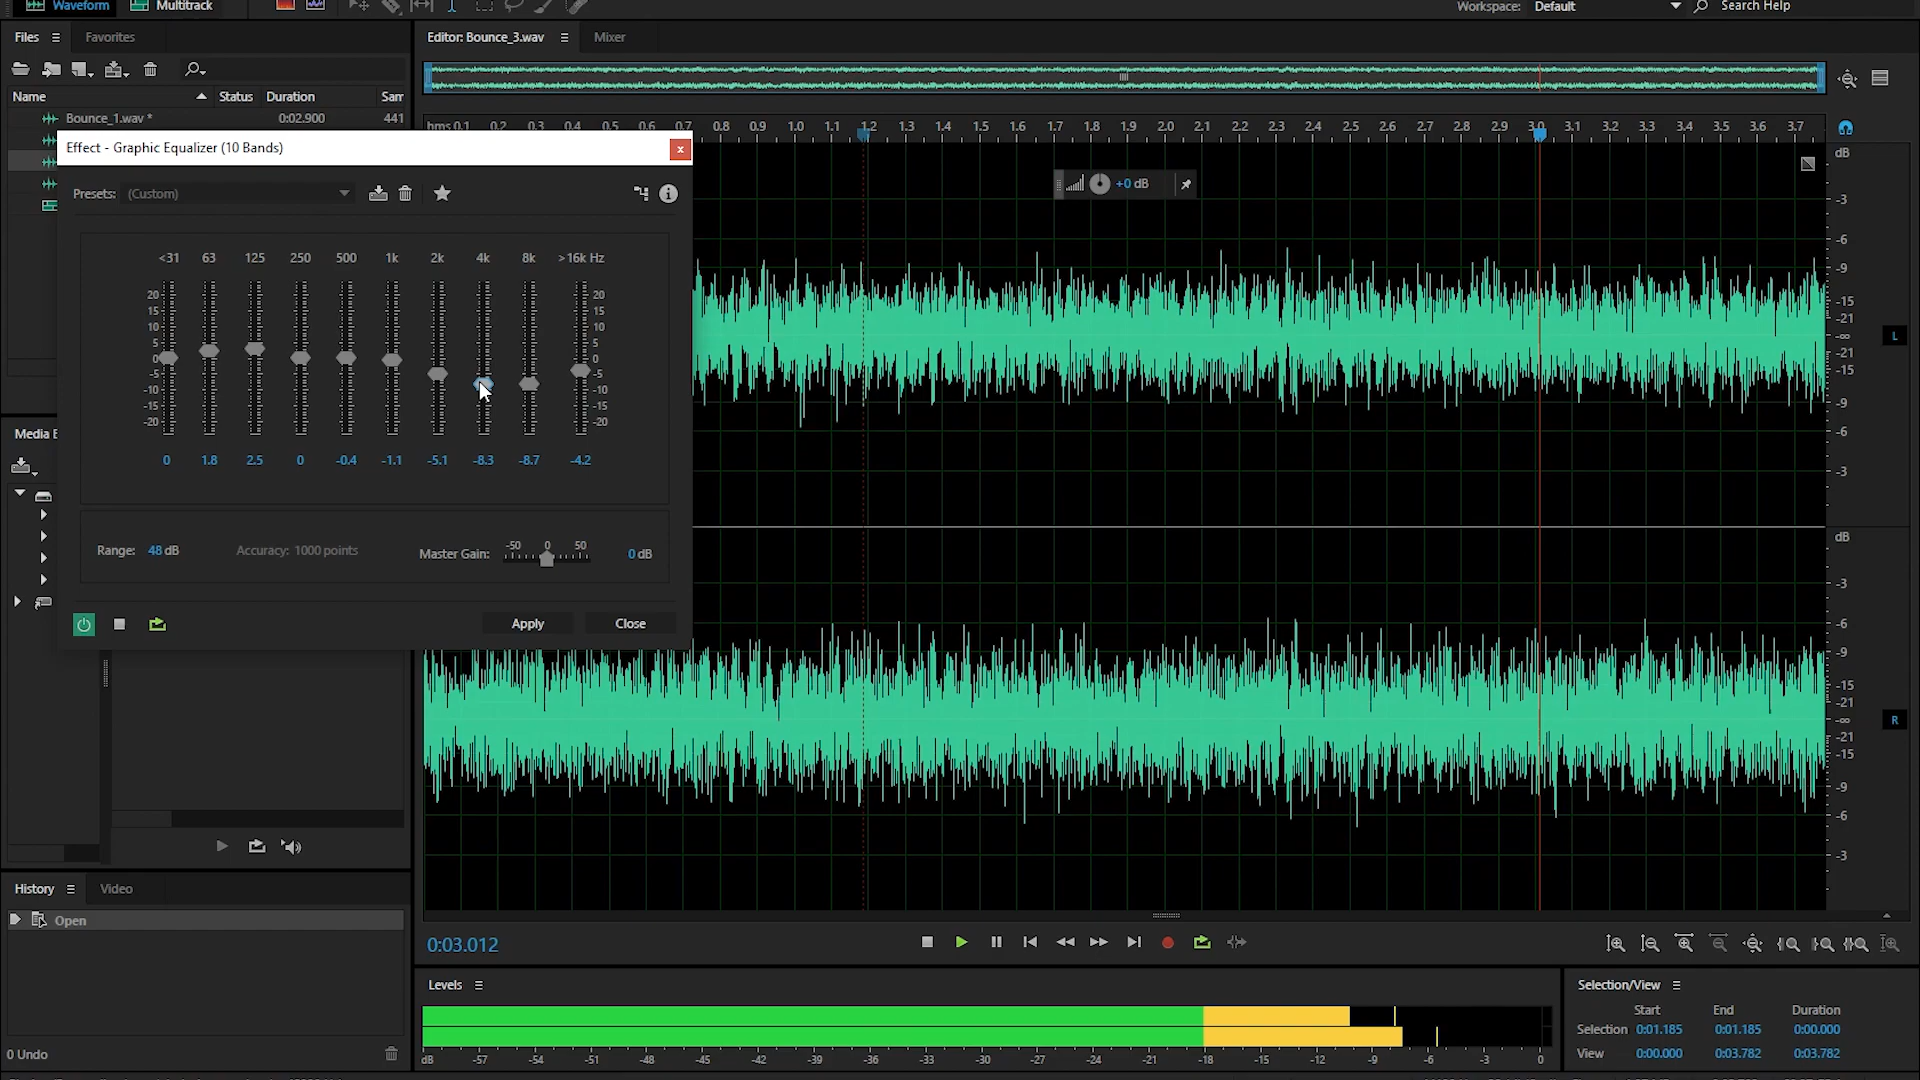 Waveform Multitrack Workspace: Default Search Help
Files Favorites Editor: Bounce_3.wav Mixer
Name Status Duration Sam
Bounce_1.wav * 0:02.900 441
hms 0.1 0.2 0.3 0.4 0.5 0.6 0.7 0.8 0.9 1.0 1.1 1.2 1.3 1.4 1.5 1.6 1.7 1.8 1.9 2.0 2.1 2.2 2.3 2.4 2.5 2.6 2.7 2.8 2.9 3.0 3.1 3.2 3.3 3.4 3.5 3.6 3.7
Effect - Graphic Equalizer (10 Bands) x
Presets: (Custom)
+0 dB
<31 63 125 250 500 1k 2k 4k 8k >16k Hz
20 20
15 15
10 10
5 5
0 0
-5 -5
-10 -10
-15 -15
-20 -20
0 1.8 2.5 0 -0.4 -1.1 -5.1 -8.3 -8.7 -4.2
Range: 48 dB Accuracy: 1000 points Master Gain: -50 0 50 0 dB
Apply Close
Media E
dB
-3
-6
-9
-15
-21
-∞ L
-21
-15
-9
-6
-3
dB
-3
-6
-9
-15
-21
-∞ R
-21
-15
-9
-6
-3
History Video
Open
0 Undo
0:03.012
Levels
dB -57 -54 -51 -48 -45 -42 -39 -36 -33 -30 -27 -24 -21 -18 -15 -12 -9 -6 -3 0
Selection/View
Start End Duration
Selection 0:01.185 0:01.185 0:00.000
View 0:00.000 0:03.782 0:03.782